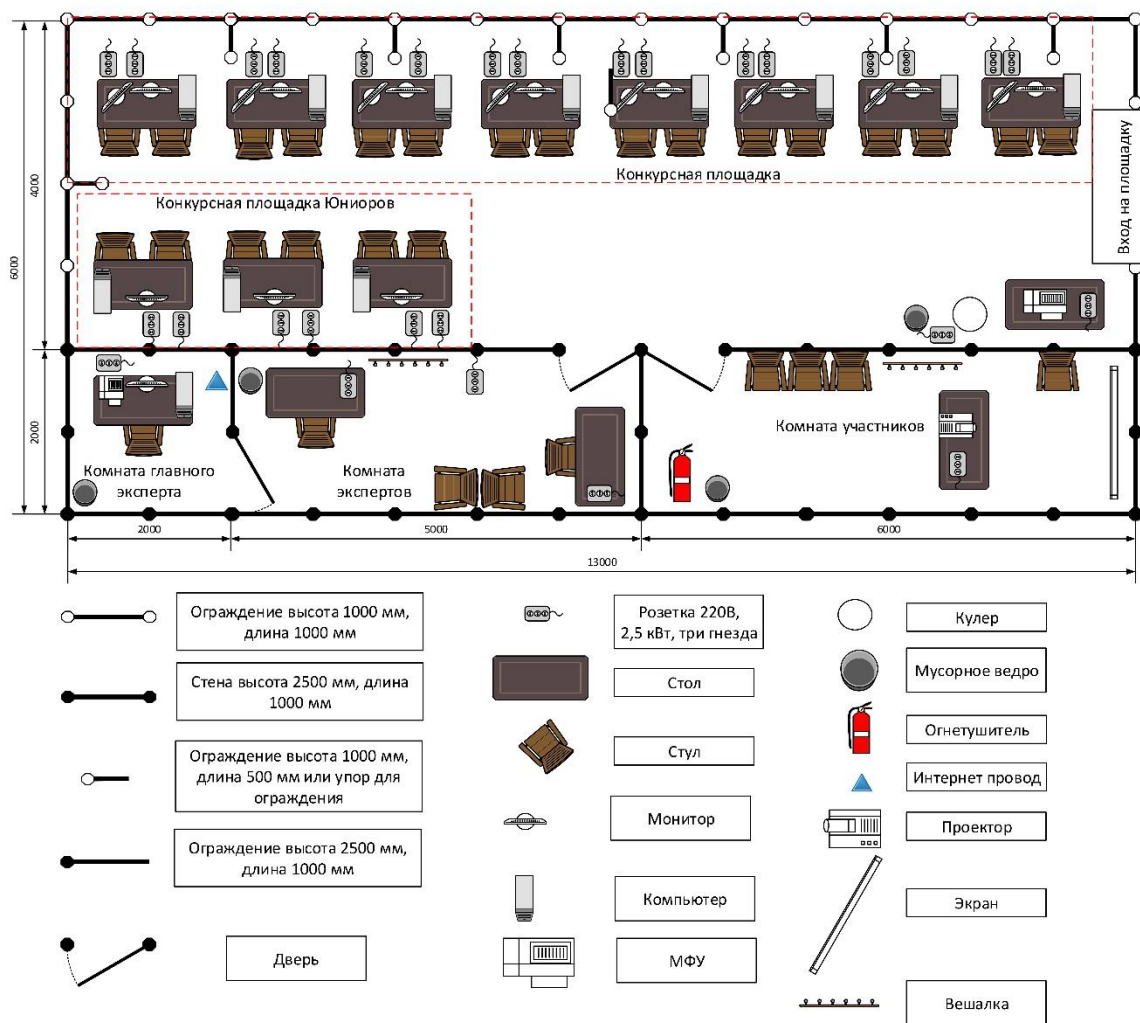 Конкурсная площадка
Конкурсная площадка Юниоров
Вход на площадку
4000
6000
2000
Комната главного
эксперта
Комната
экспертов
Комната участников
2000
5000
6000
13000
Ограждение высота 1000 мм,
длина 1000 мм
Розетка 220В,
2,5 кВт, три гнезда
Кулер
Стена высота 2500 мм, длина
1000 мм
Стол
Мусорное ведро
Ограждение высота 1000 мм,
длина 500 мм или упор для
ограждения
Стул
Огнетушитель
Интернет провод
Ограждение высота 2500 мм,
длина 1000 мм
Монитор
Проектор
Компьютер
Экран
Дверь
МФУ
Вешалка